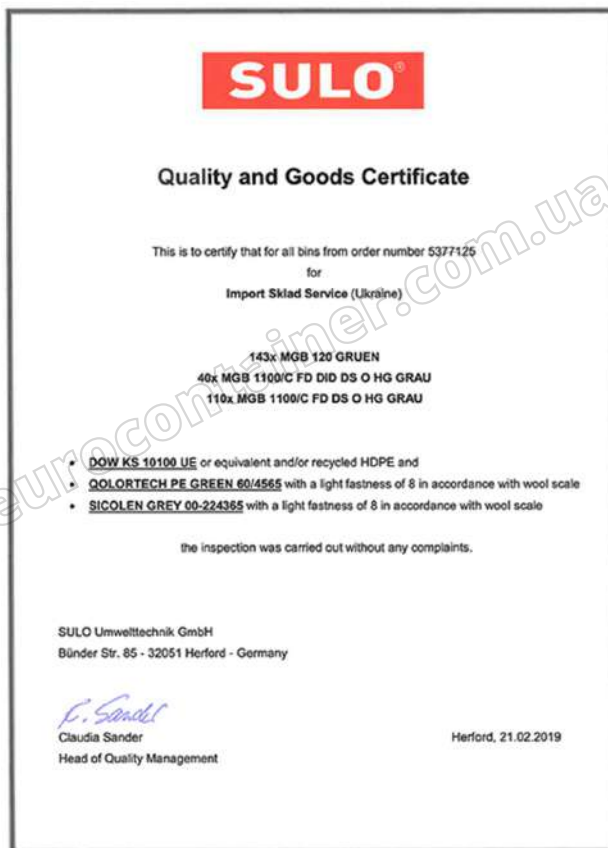 SULO®
Quality and Goods Certificate
This is to certify that for all bins from order number 5377125
for
Import Sklad Service (Ukraine)
143x MGB 120 GRUEN
40x MGB 1100/C FD DID DS O HG GRAU
110x MGB 1100/C FD DS O HG GRAU
• DOW KS 10100 UE or equivalent and/or recycled HDPE and
• QOLORTECH PE GREEN 60/4565 with a light fastness of 8 in accordance with wool scale
• SICOLEN GREY 00-224365 with a light fastness of 8 in accordance with wool scale
the inspection was carried out without any complaints.
SULO Umwelttechnik GmbH
Bünder Str. 85 - 32051 Herford - Germany
C. Sander
Claudia Sander
Herford, 21.02.2019
Head of Quality Management
eurocontainer.com.ua